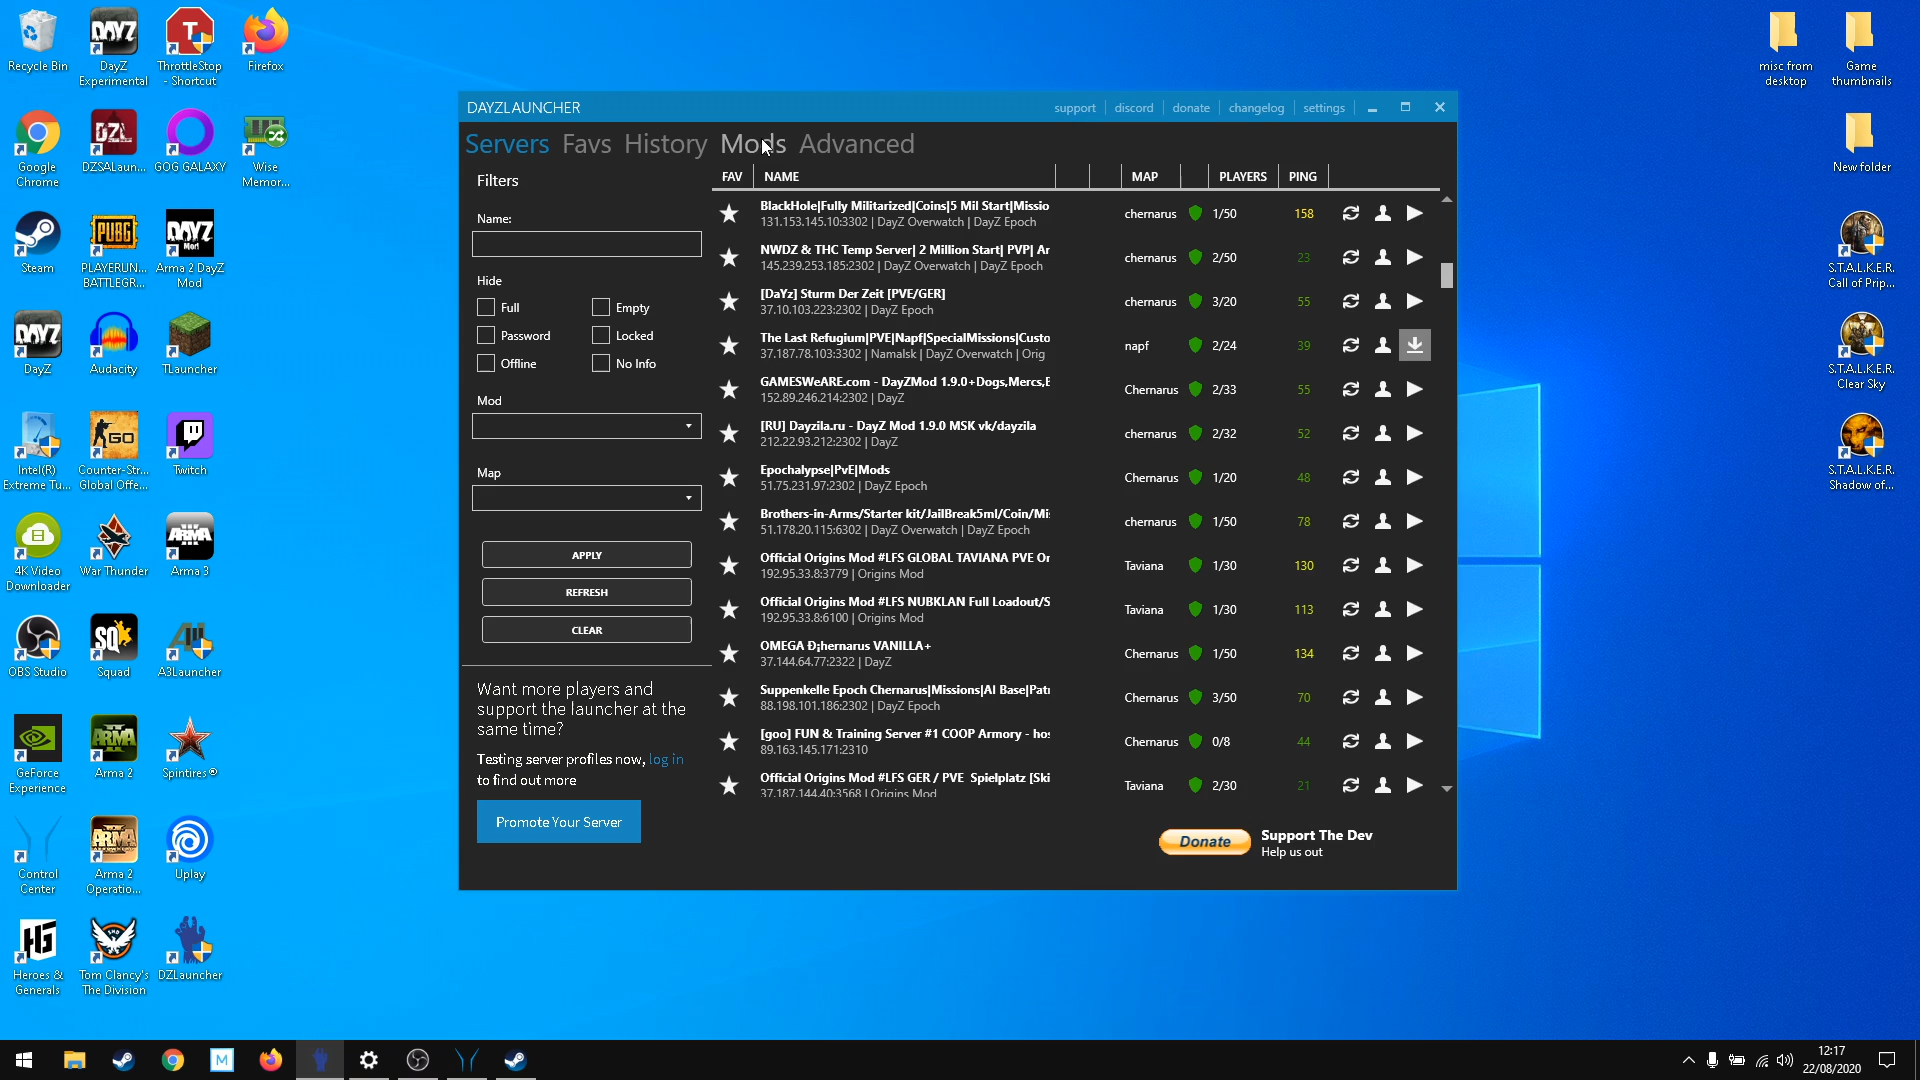 Recycle Bin
DayZ
Experimental
ThrottleStop
- Shortcut
Firefox
Google
Chrome
DZSALaun...
GOG GALAXY
Wise
Memor...
Steam
PLAYERUN...
BATTLEGR...
Arma 2 DayZ
Mod
DayZ
Audacity
TLauncher
Intel(R)
Extreme Tu...
Counter-Str...
Global Offe...
Twitch
4K Video
Downloader
War Thunder
Arma 3
OBS Studio
Squad
A3Launcher
GeForce
Experience
Arma 2
Spintires®
Control
Center
Arma 2
Operatio...
Uplay
Heroes &
Generals
Tom Clancy's
The Division
DZLauncher
misc from
desktop
Game
thumbnails
New folder
S.T.A.L.K.E.R.
Call of Prip...
S.T.A.L.K.E.R.
Clear Sky
S.T.A.L.K.E.R.
Shadow of...
DAYZLAUNCHER
support discord donate changelog settings
Servers Favs History Mods Advanced
Filters
Name:
Hide
Full Empty
Password Locked
Offline No Info
Mod
Map
APPLY
REFRESH
CLEAR
Want more players and
support the launcher at the
same time?
Testing server profiles now, log in
to find out more
Promote Your Server
FAV NAME MAP PLAYERS PING
BlackHole|Fully Militarized|Coins|5 Mil Start|Missio
131.153.145.10:3302 | DayZ Overwatch | DayZ Epoch
chernarus 1/50 158
NWDZ & THC Temp Server| 2 Million Start| PVP| Ar
145.239.253.185:2302 | DayZ Overwatch | DayZ Epoch
chernarus 2/50 23
[DaYz] Sturm Der Zeit [PVE/GER]
37.10.103.223:2302 | DayZ Epoch
chernarus 3/20 55
The Last Refugium|PVE|Napf|SpecialMissions|Custo
37.187.78.103:3302 | Namalsk | DayZ Overwatch | Orig
napf 2/24 39
GAMESWeARE.com - DayZMod 1.9.0+Dogs,Mercs,E
152.89.246.214:2302 | DayZ
Chernarus 2/33 55
[RU] Dayzila.ru - DayZ Mod 1.9.0 MSK vk/dayzila
212.22.93.212:2302 | DayZ
chernarus 2/32 52
Epochalypse|PvE|Mods
51.75.231.97:2302 | DayZ Epoch
Chernarus 1/20 48
Brothers-in-Arms/Starter kit/JailBreak5ml/Coin/Mi:
51.178.20.115:6302 | DayZ Overwatch | DayZ Epoch
chernarus 1/50 78
Official Origins Mod #LFS GLOBAL TAVIANA PVE Or
192.95.33.8:3779 | Origins Mod
Taviana 1/30 130
Official Origins Mod #LFS NUBKLAN Full Loadout/S
192.95.33.8:6100 | Origins Mod
Taviana 1/30 113
OMEGA Ð¡hernarus VANILLA+
37.144.64.77:2322 | DayZ
Chernarus 1/50 134
Suppenkelle Epoch Chernarus|Missions|AI Base|Patr
88.198.101.186:2302 | DayZ Epoch
Chernarus 3/50 70
[goo] FUN & Training Server #1 COOP Armory - hos
89.163.145.171:2310
Chernarus 0/8 44
Official Origins Mod #LFS GER / PVE Spielplatz [Ski
37.187.144.40:3568 | Origins Mod
Taviana 2/30 21
Donate
Support The Dev
Help us out
12:17
22/08/2020